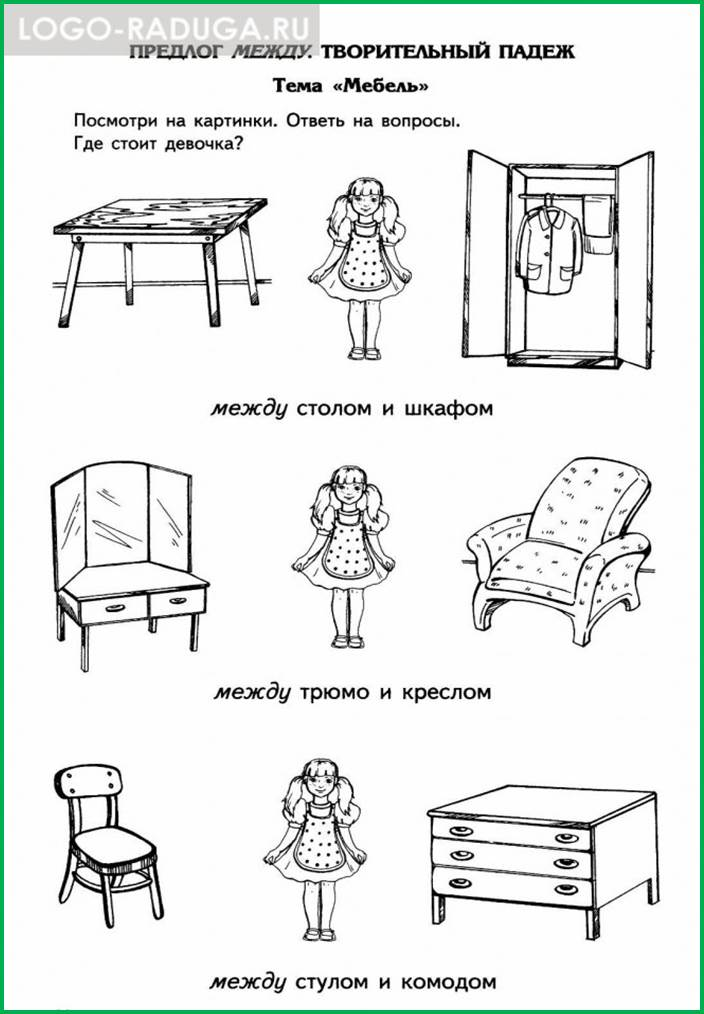 LOGO-RADUGA.RU
ПРЕДЛОГ МЕЖДУ. ТВОРИТЕЛЬНЫЙ ПАДЕЖ
Тема «Мебель»
Посмотри на картинки. Ответь на вопросы.
Где стоит девочка?
между столом и шкафом
между трюмо и креслом
между стулом и комодом